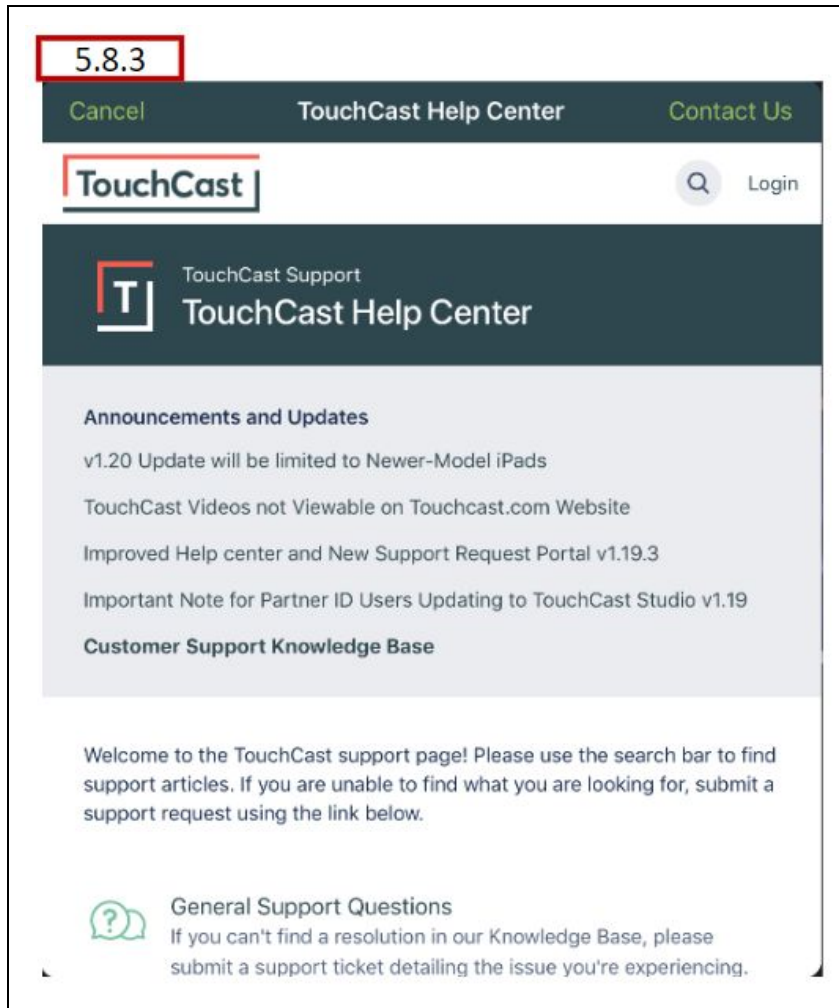 5.8.3
Cancel TouchCast Help Center Contact Us
TouchCast Login
T
TouchCast Support
TouchCast Help Center
Announcements and Updates
v1.20 Update will be limited to Newer-Model iPads
TouchCast Videos not Viewable on Touchcast.com Website
Improved Help center and New Support Request Portal v1.19.3
Important Note for Partner ID Users Updating to TouchCast Studio v1.19
Customer Support Knowledge Base
Welcome to the TouchCast support page! Please use the search bar to find
support articles. If you are unable to find what you are looking for, submit a
support request using the link below.
?
General Support Questions
If you can't find a resolution in our Knowledge Base, please
submit a support ticket detailing the issue you're experiencing.